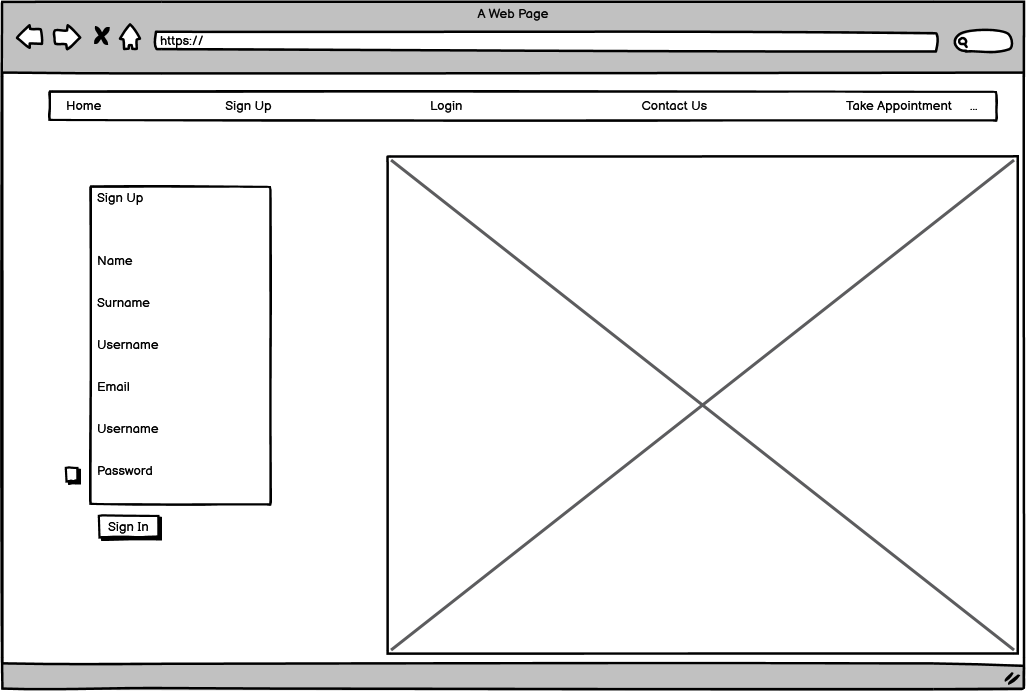 A Web Page
https://
Home Sign Up Login Contact Us Take Appointment ...
Sign Up
Name
Surname
Username
Email
Username
Password
Sign In